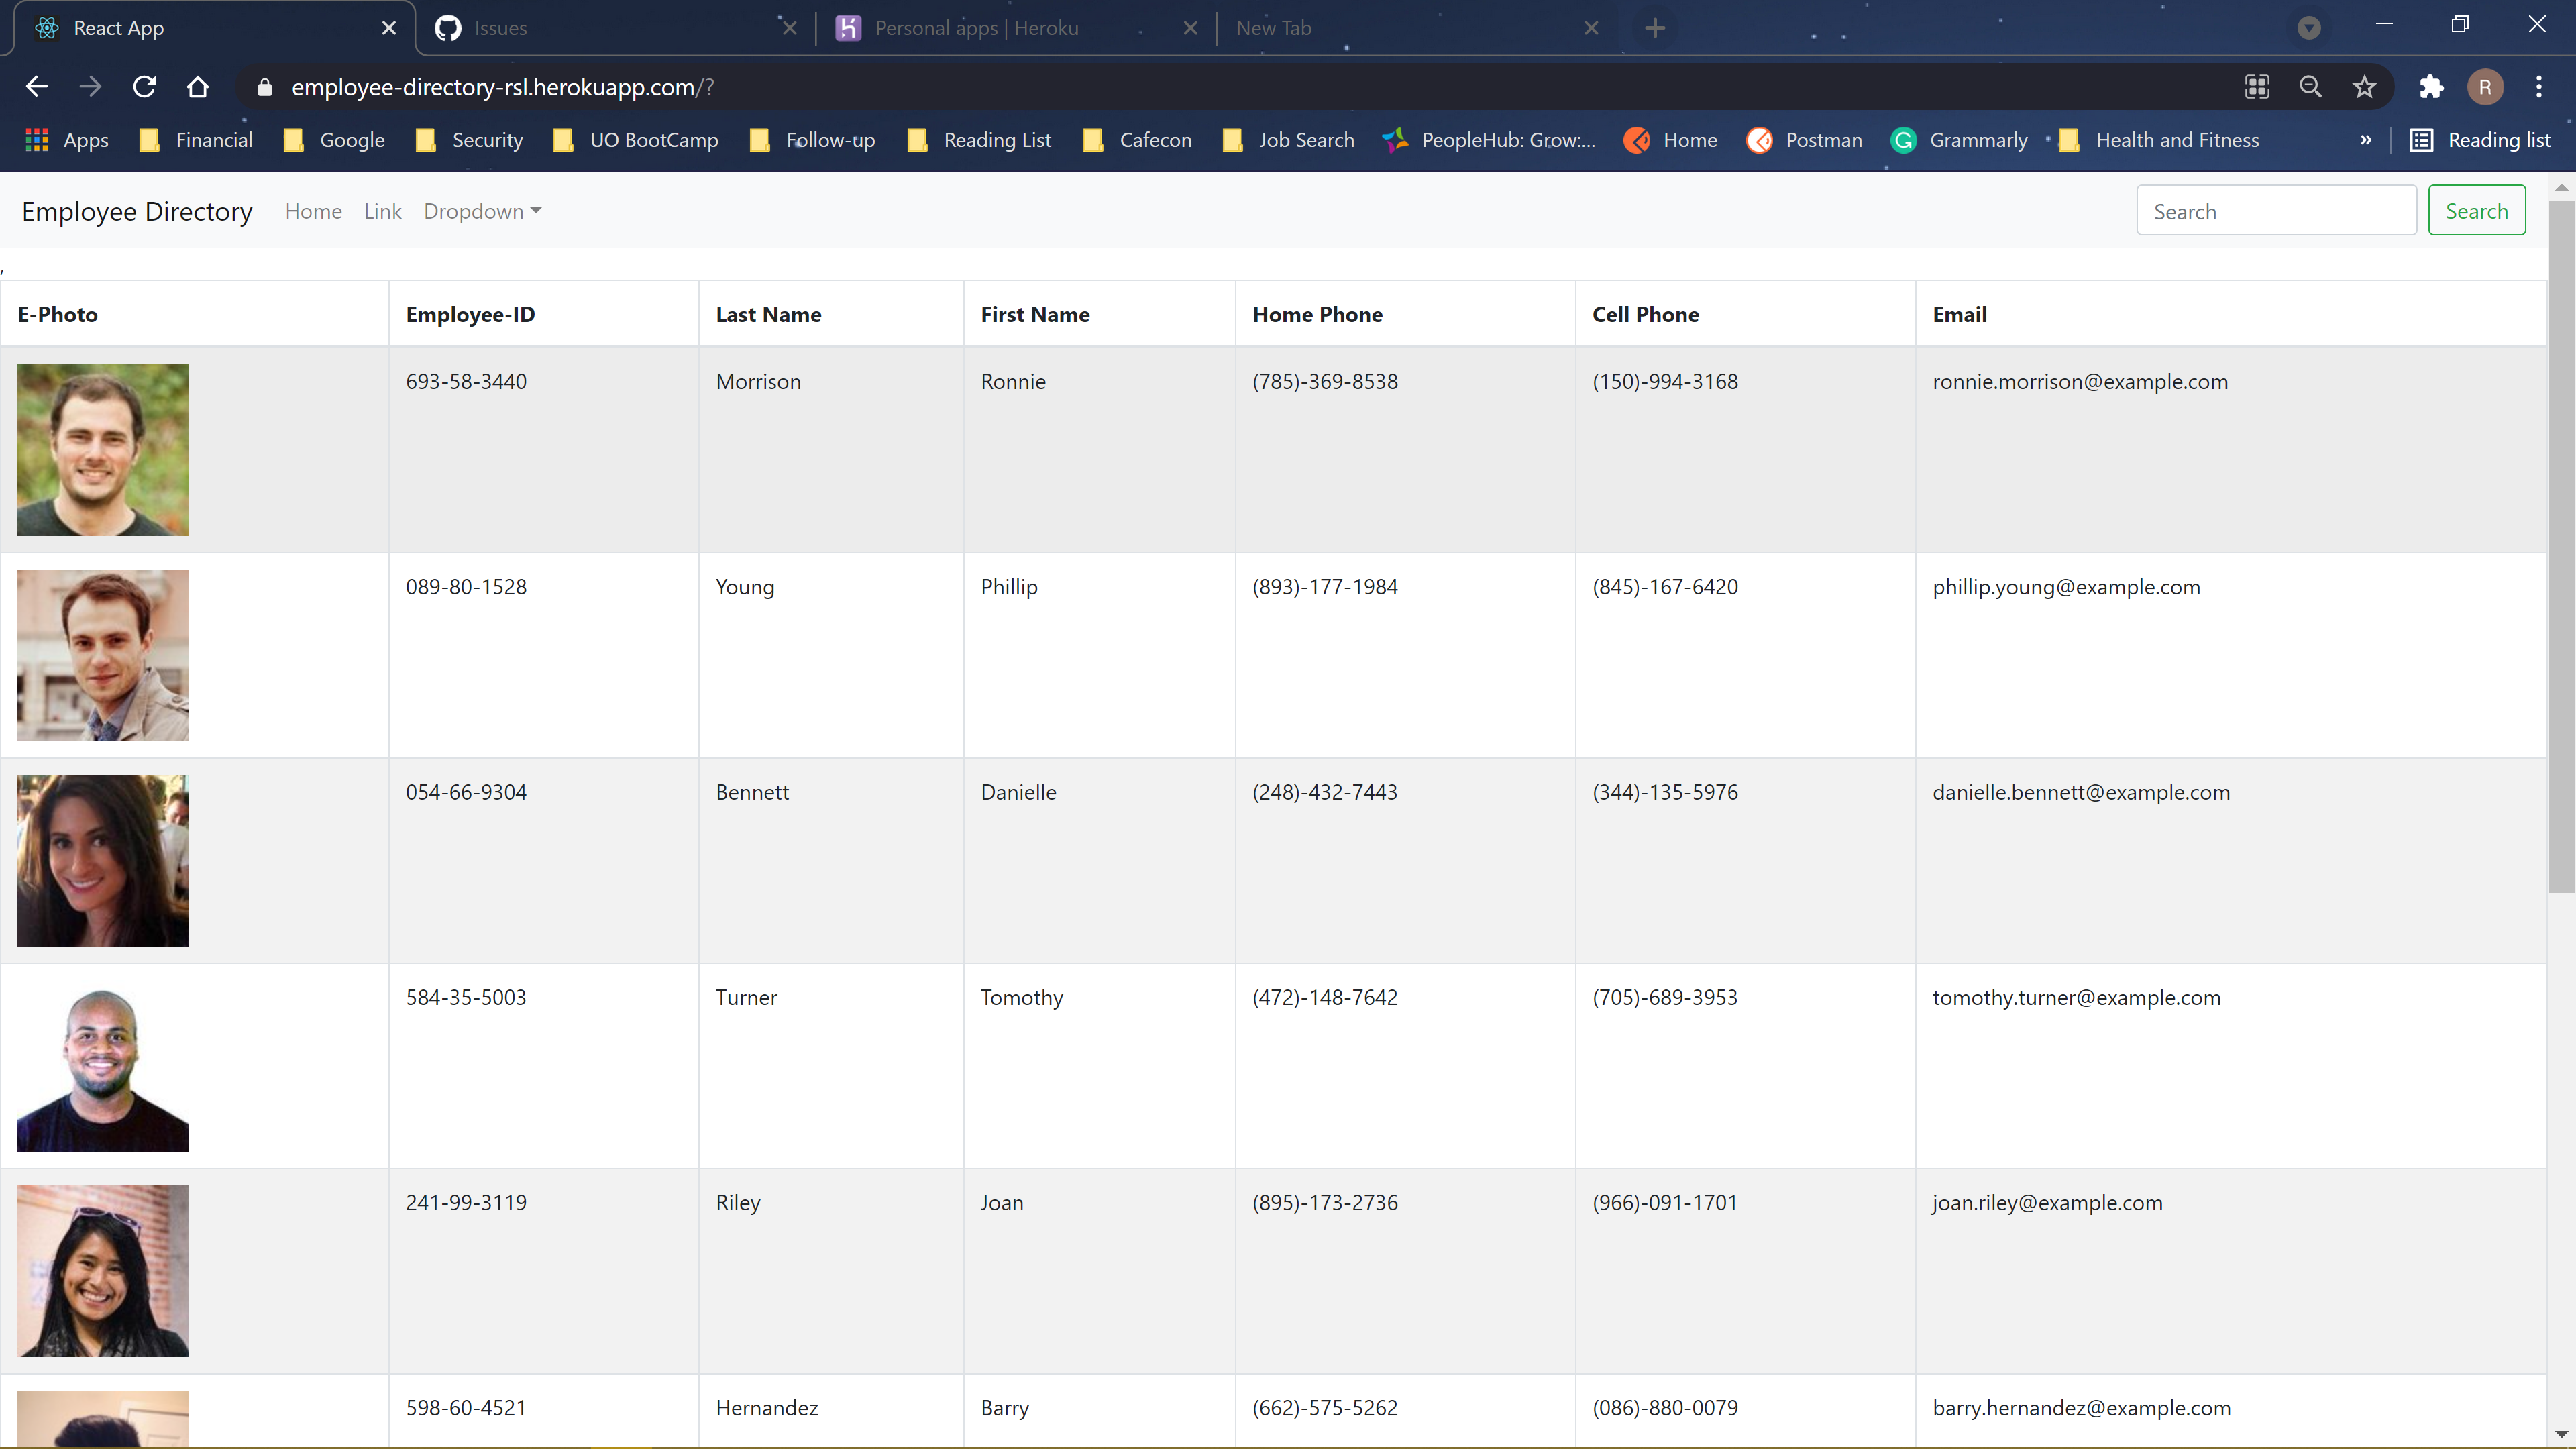 React App
Issues
Personal apps | Heroku
New Tab
employee-directory-rsl.herokuapp.com/?
R
Apps Financial Google Security UO BootCamp Follow-up Reading List Cafecon Job Search PeopleHub: Grow:... Home Postman Grammarly Health and Fitness » Reading list
Employee Directory Home Link Dropdown Search Search
,
E-Photo Employee-ID Last Name First Name Home Phone Cell Phone Email
693-58-3440 Morrison Ronnie (785)-369-8538 (150)-994-3168 ronnie.morrison@example.com
089-80-1528 Young Phillip (893)-177-1984 (845)-167-6420 phillip.young@example.com
054-66-9304 Bennett Danielle (248)-432-7443 (344)-135-5976 danielle.bennett@example.com
584-35-5003 Turner Tomothy (472)-148-7642 (705)-689-3953 tomothy.turner@example.com
241-99-3119 Riley Joan (895)-173-2736 (966)-091-1701 joan.riley@example.com
598-60-4521 Hernandez Barry (662)-575-5262 (086)-880-0079 barry.hernandez@example.com